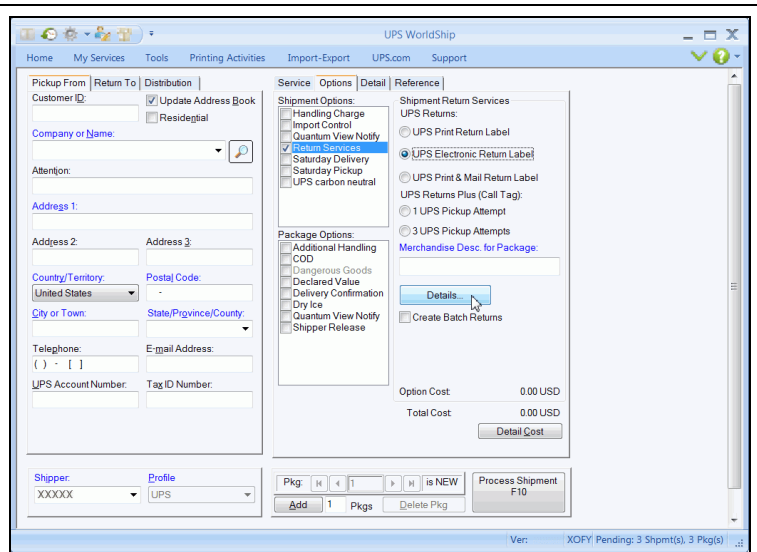 UPS WorldShip
Home My Services Tools Printing Activities Import-Export UPS.com Support
Pickup From Return To Distribution
Customer ID:
Update Address Book
Residential
Company or Name:
Attention:
Address 1:
Address 2: Address 3:
Country/Territory: Postal Code:
United States -
City or Town: State/Province/County:
Telephone: E-mail Address:
( ) - [ ]
UPS Account Number: Tax ID Number:
Shipper: Profile
XXXXX UPS
Service Options Detail Reference
Shipment Options:
Handling Charge
Import Control
Quantum View Notify
Return Services
Saturday Delivery
Saturday Pickup
UPS carbon neutral
Package Options:
Additional Handling
COD
Dangerous Goods
Declared Value
Delivery Confirmation
Dry Ice
Quantum View Notify
Shipper Release
Shipment Return Services
UPS Returns:
UPS Print Return Label
UPS Electronic Return Label
UPS Print & Mail Return Label
UPS Returns Plus (Call Tag):
1 UPS Pickup Attempt
3 UPS Pickup Attempts
Merchandise Desc. for Package:
Details...
Create Batch Returns
Option Cost: 0.00 USD
Total Cost: 0.00 USD
Detail Cost
Pkg: 1 is NEW
Add 1 Pkgs Delete Pkg
Process Shipment
F10
Ver: XOFY Pending: 3 Shpmt(s), 3 Pkg(s)